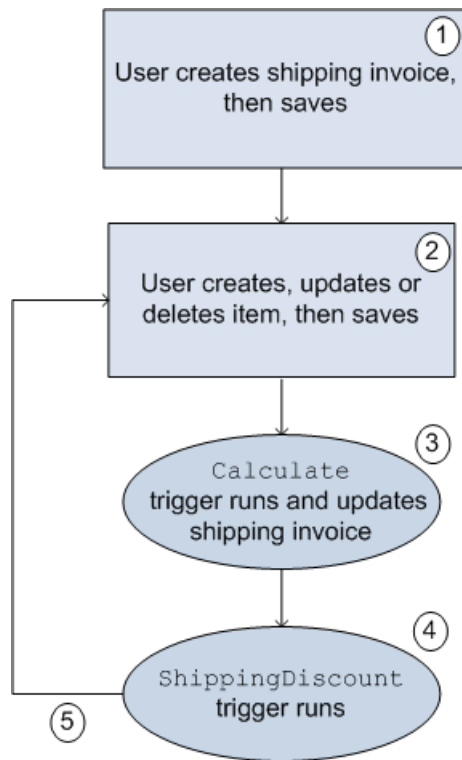 1
User creates shipping invoice,
then saves
2
User creates, updates or
deletes item, then saves
3
Calculate
trigger runs and updates
shipping invoice
4
ShippingDiscount
trigger runs
5